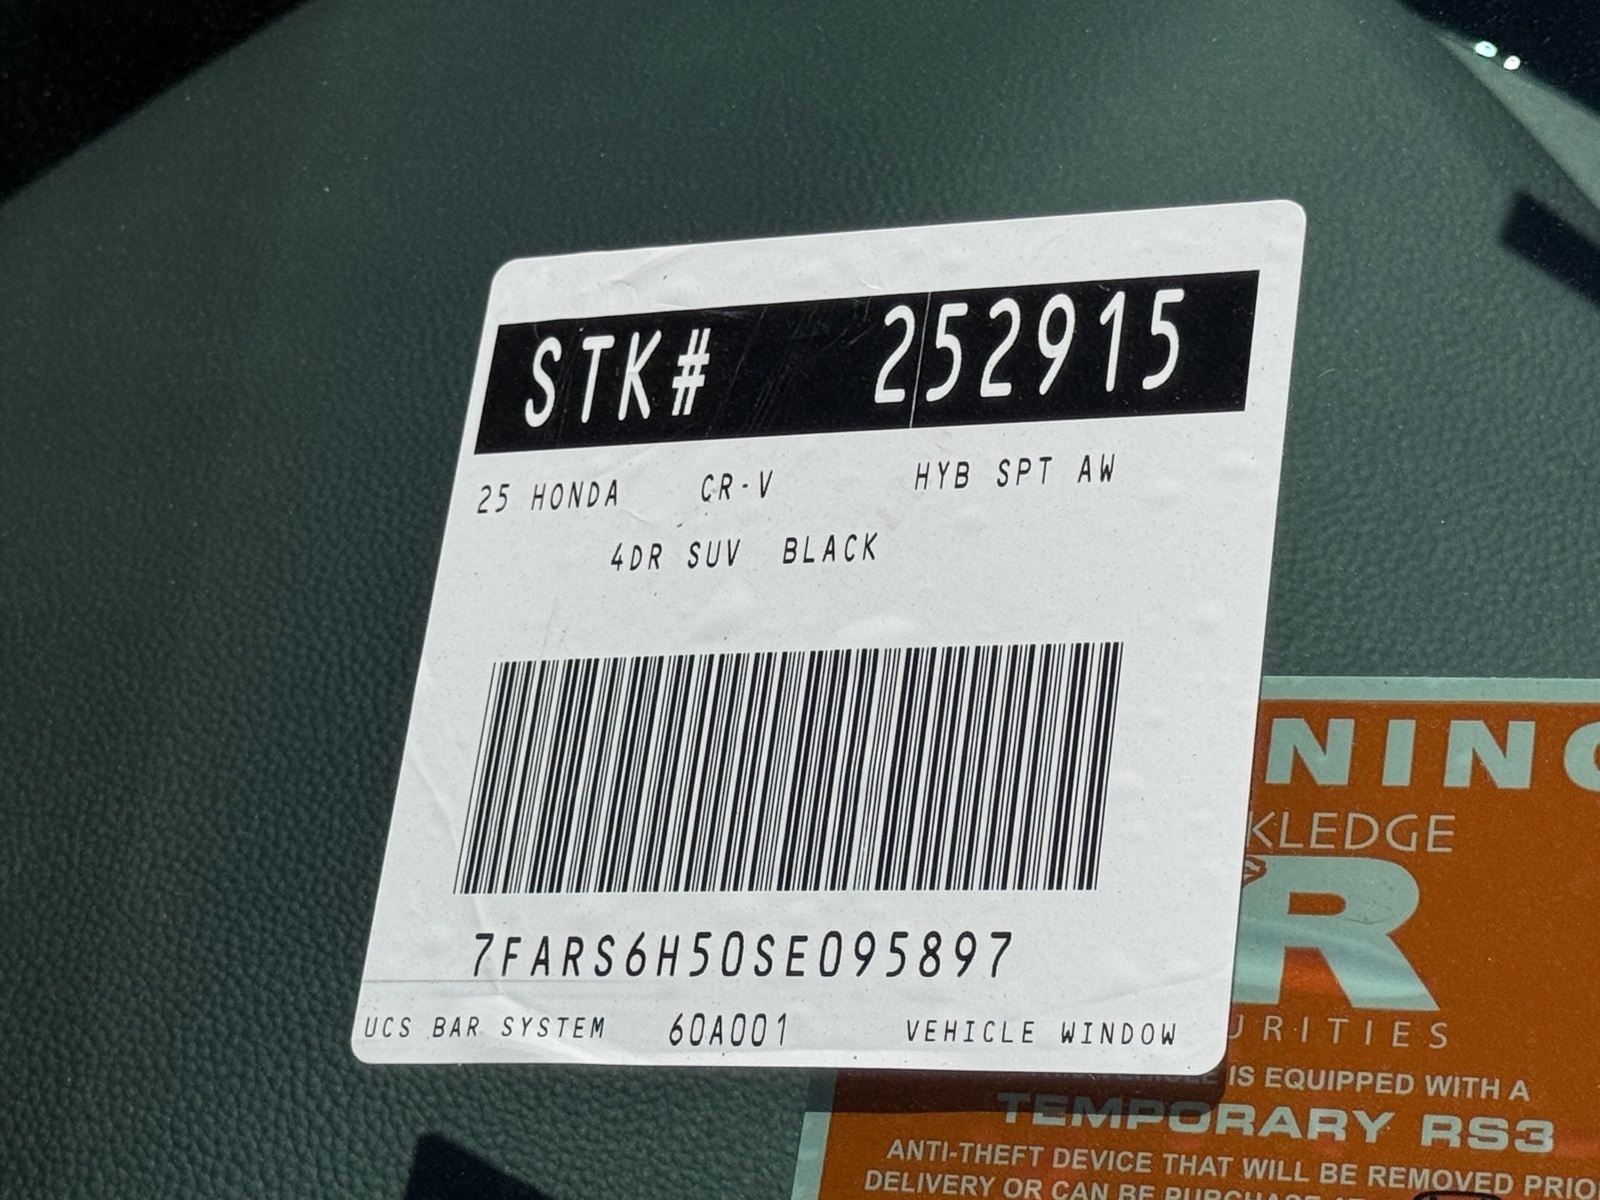 STK# 252915
25 HONDA CR-V HYB SPT AW
4DR SUV BLACK
7FARS6H50SE095897
UCS BAR SYSTEM 60A001 VEHICLE WINDOW
NING
KLEDGE
R
URITIES
IS EQUIPPED WITH A
TEMPORARY RS3
ANTI-THEFT DEVICE THAT WILL BE REMOVED PRIO
DELIVERY OR CAN BE PURCHASE